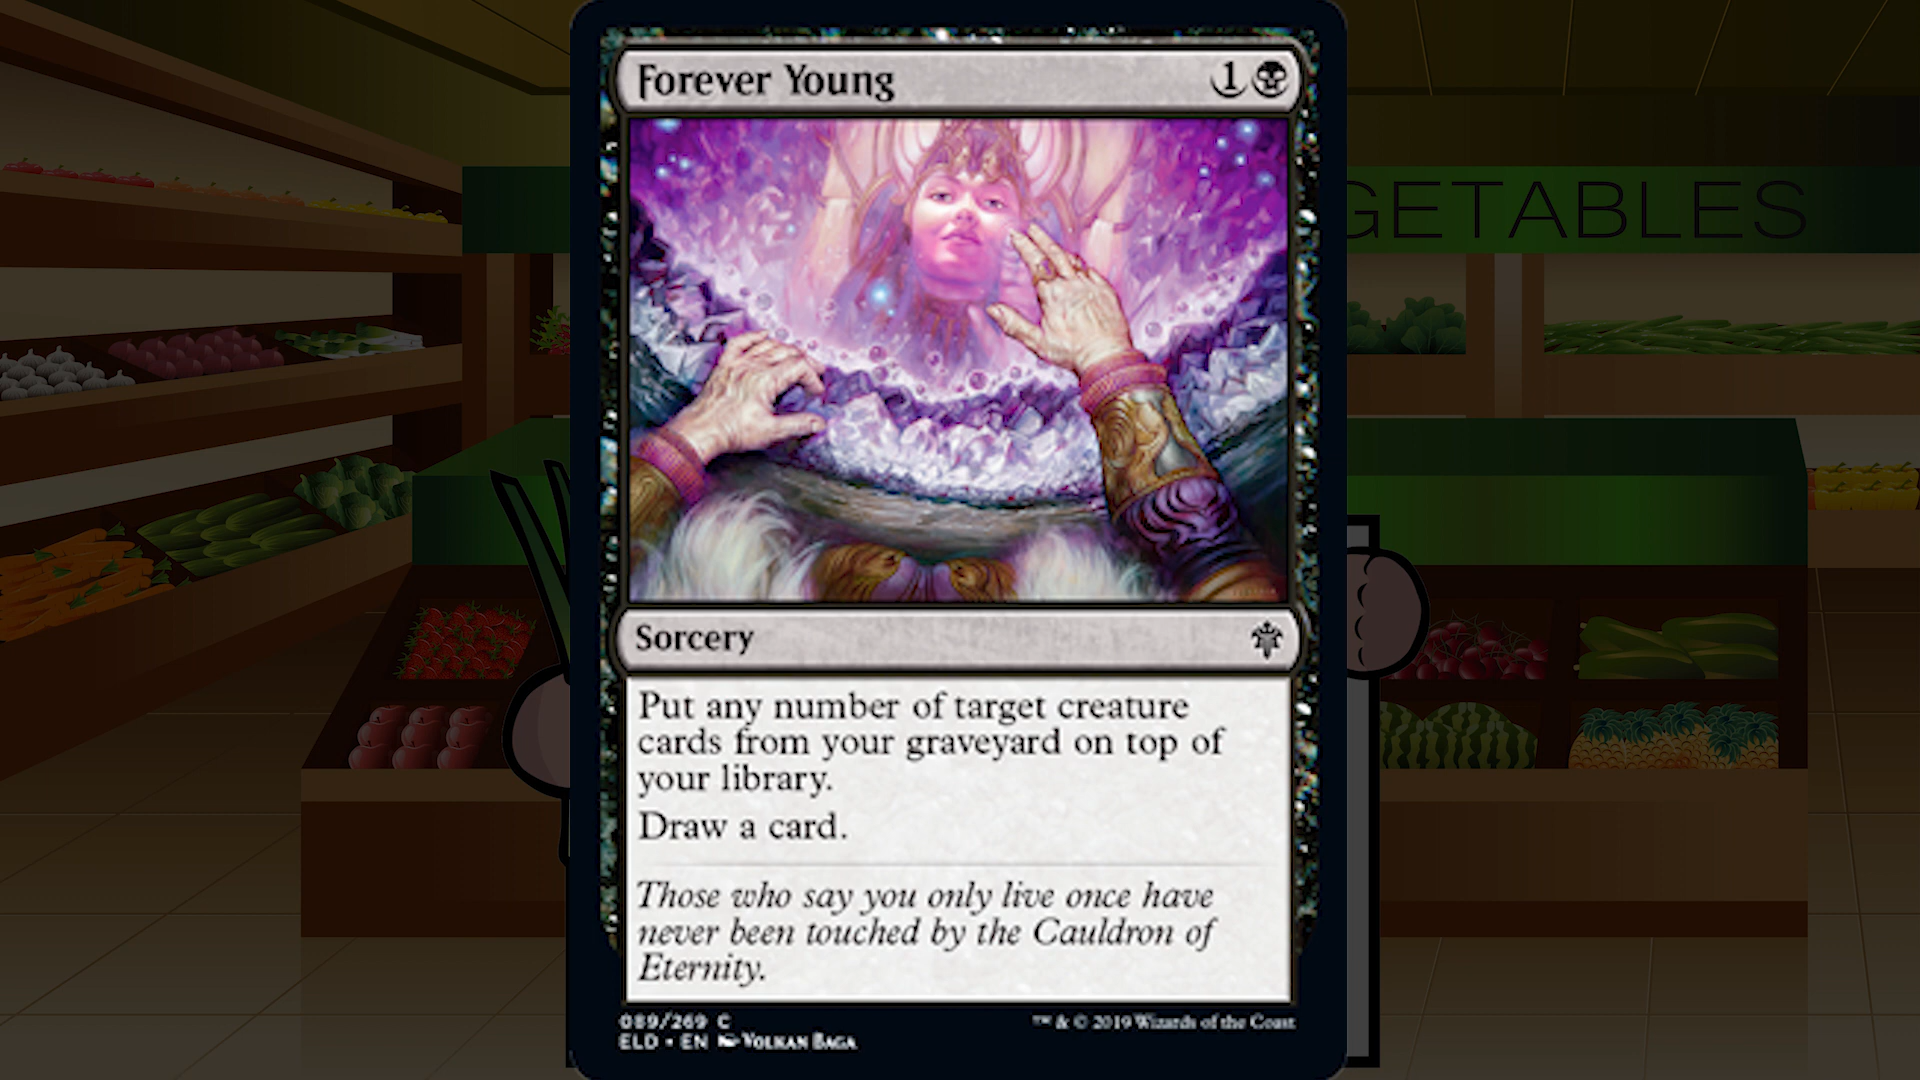 Forever Young 1
GETABLES
Sorcery
Put any number of target creature
cards from your graveyard on top of
your library.
Draw a card.
Those who say you only live once have
never been touched by the Cauldron of
Eternity.
089/269 C
ELD • EN VOLKAN BAGA
™ & © 2019 Wizards of the Coast